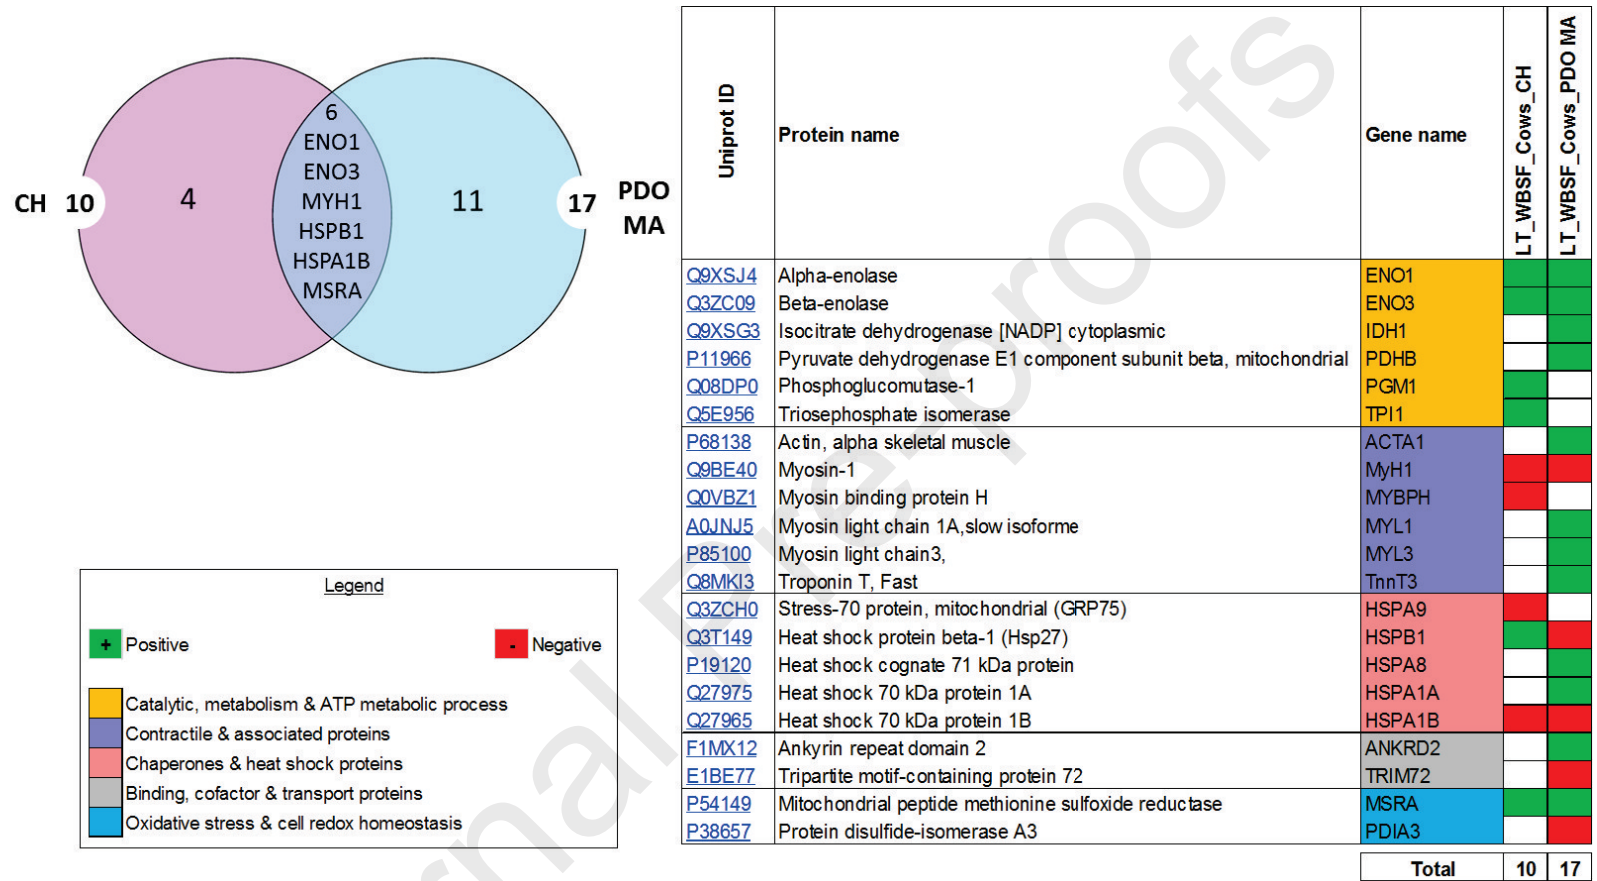 6
ENO1
ENO3
MYH1
HSPB1
HSPA1B
MSRA
CH 10
4
11
17
PDO
MA
Legend
+ Positive
- Negative
Catalytic, metabolism & ATP metabolic process
Contractile & associated proteins
Chaperones & heat shock proteins
Binding, cofactor & transport proteins
Oxidative stress & cell redox homeostasis
Uniprot ID Protein name Gene name LT_WBSF_Cows_CH LT_WBSF_Cows_PDO MA
Q9XSJ4 Alpha-enolase ENO1
Q3ZC09 Beta-enolase ENO3
Q9XSG3 Isocitrate dehydrogenase [NADP] cytoplasmic IDH1
P11966 Pyruvate dehydrogenase E1 component subunit beta, mitochondrial PDHB
Q08DP0 Phosphoglucomutase-1 PGM1
Q5E956 Triosephosphate isomerase TPI1
P68138 Actin, alpha skeletal muscle ACTA1
Q9BE40 Myosin-1 MyH1
Q0VBZ1 Myosin binding protein H MYBPH
A0JNJ5 Myosin light chain 1A,slow isoforme MYL1
P85100 Myosin light chain3, MYL3
Q8MKI3 Troponin T, Fast TnnT3
Q3ZCH0 Stress-70 protein, mitochondrial (GRP75) HSPA9
Q3T149 Heat shock protein beta-1 (Hsp27) HSPB1
P19120 Heat shock cognate 71 kDa protein HSPA8
Q27975 Heat shock 70 kDa protein 1A HSPA1A
Q27965 Heat shock 70 kDa protein 1B HSPA1B
F1MX12 Ankyrin repeat domain 2 ANKRD2
E1BE77 Tripartite motif-containing protein 72 TRIM72
P54149 Mitochondrial peptide methionine sulfoxide reductase MSRA
P38657 Protein disulfide-isomerase A3 PDIA3
Total 10 17
rnal Pre-proofs